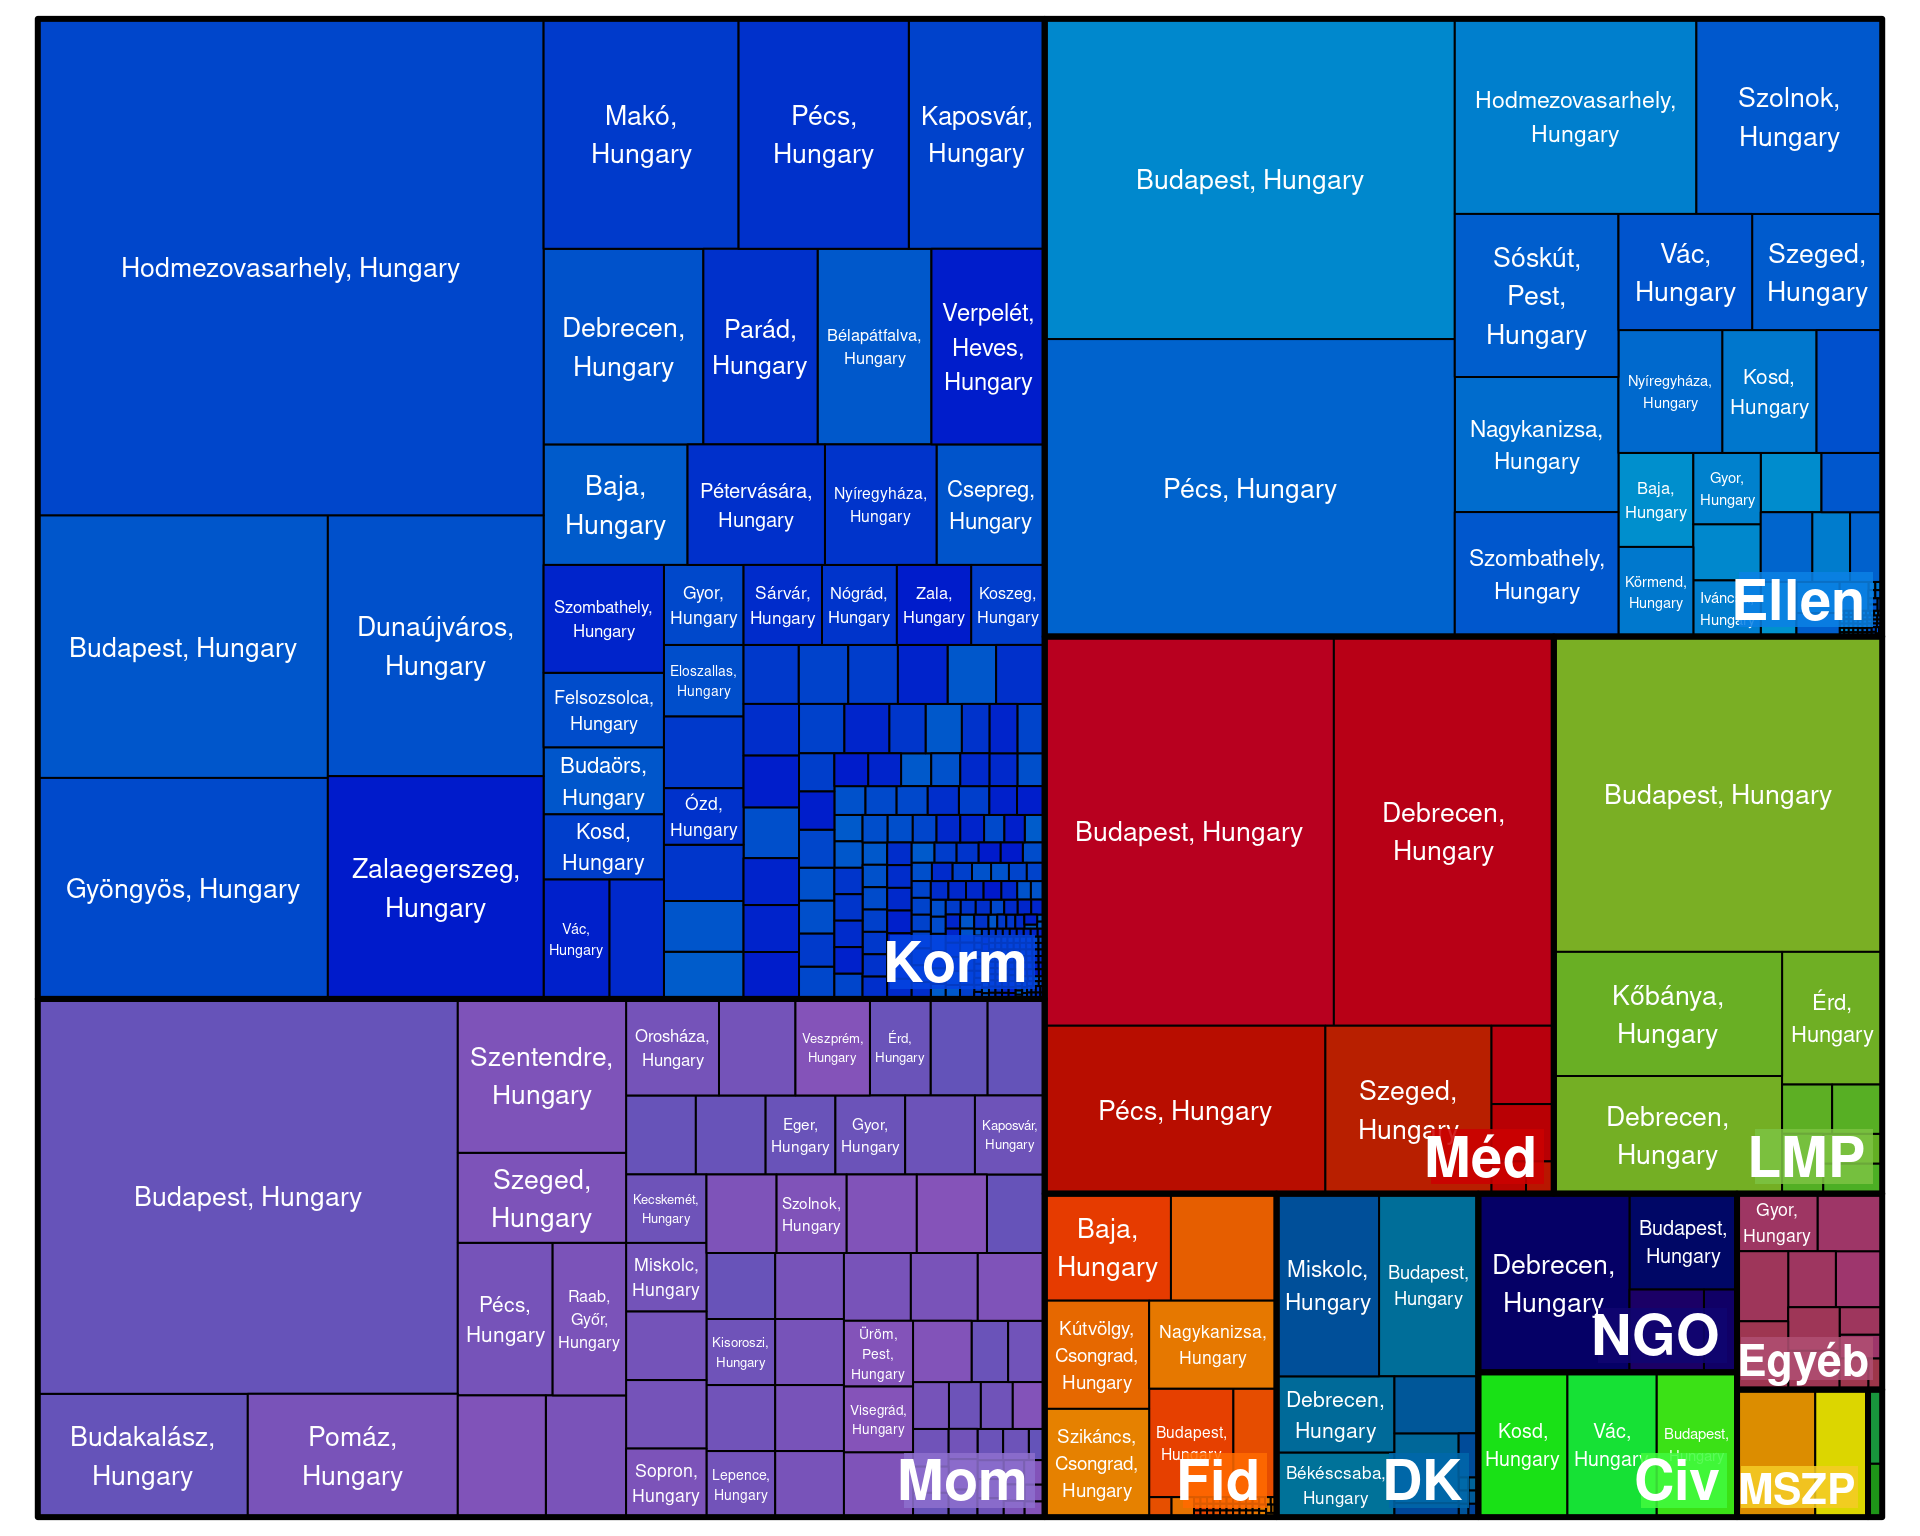 Hodmezovasarhely, Hungary
Makó,
Hungary
Pécs,
Hungary
Kaposvár,
Hungary
Debrecen,
Hungary
Parád,
Hungary
Bélapátfalva,
Hungary
Verpelét,
Heves,
Hungary
Baja,
Hungary
Pétervására,
Hungary
Nyíregyháza,
Hungary
Csepreg,
Hungary
Budapest, Hungary
Dunaújváros,
Hungary
Gyöngyös, Hungary
Zalaegerszeg,
Hungary
Szombathely,
Hungary
Gyor,
Hungary
Sárvár,
Hungary
Nógrád,
Hungary
Zala,
Hungary
Koszeg,
Hungary
Felsozsolca,
Hungary
Eloszallas,
Hungary
Budaörs,
Hungary
Ózd,
Hungary
Kosd,
Hungary
Vác,
Hungary
Korm
Budapest, Hungary
Hodmezovasarhely,
Hungary
Szolnok,
Hungary
Pécs, Hungary
Sóskút,
Pest,
Hungary
Vác,
Hungary
Szeged,
Hungary
Nyíregyháza,
Hungary
Kosd,
Hungary
Nagykanizsa,
Hungary
Baja,
Hungary
Gyor,
Hungary
Szombathely,
Hungary
Körmend,
Hungary
Ellen
Budapest, Hungary
Debrecen,
Hungary
Pécs, Hungary
Szeged,
Hungary
Méd
Budapest, Hungary
Kőbánya,
Hungary
Érd,
Hungary
Debrecen,
Hungary
LMP
Budapest, Hungary
Szentendre,
Hungary
Szeged,
Hungary
Pécs,
Hungary
Raab,
Győr,
Hungary
Budakalász,
Hungary
Pomáz,
Hungary
Orosháza,
Hungary
Veszprém,
Hungary
Érd,
Hungary
Eger,
Hungary
Gyor,
Hungary
Kaposvár,
Hungary
Kecskemét,
Hungary
Szolnok,
Hungary
Miskolc,
Hungary
Kisoroszi,
Hungary
Üröm,
Pest,
Hungary
Visegrád,
Hungary
Sopron,
Hungary
Lepence,
Hungary
Mom
Baja,
Hungary
Kútvölgy,
Csongrad,
Hungary
Nagykanizsa,
Hungary
Szikáncs,
Csongrad,
Hungary
Budapest,
Hungary
Fid
Miskolc,
Hungary
Budapest,
Hungary
Debrecen,
Hungary
Békéscsaba,
Hungary
DK
Debrecen,
Hungary
Budapest,
Hungary
NGO
Gyor,
Hungary
Egyéb
Kosd,
Hungary
Vác,
Hungary
Budapest,
Hungary
Civ
MSZP